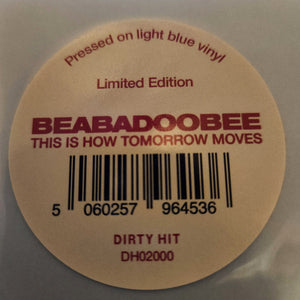 Pressed on light blue vinyl
Limited Edition
BEABADOOBEE
THIS IS HOW TOMORROW MOVES
5 060257 964536
DIRTY HIT
DH02000